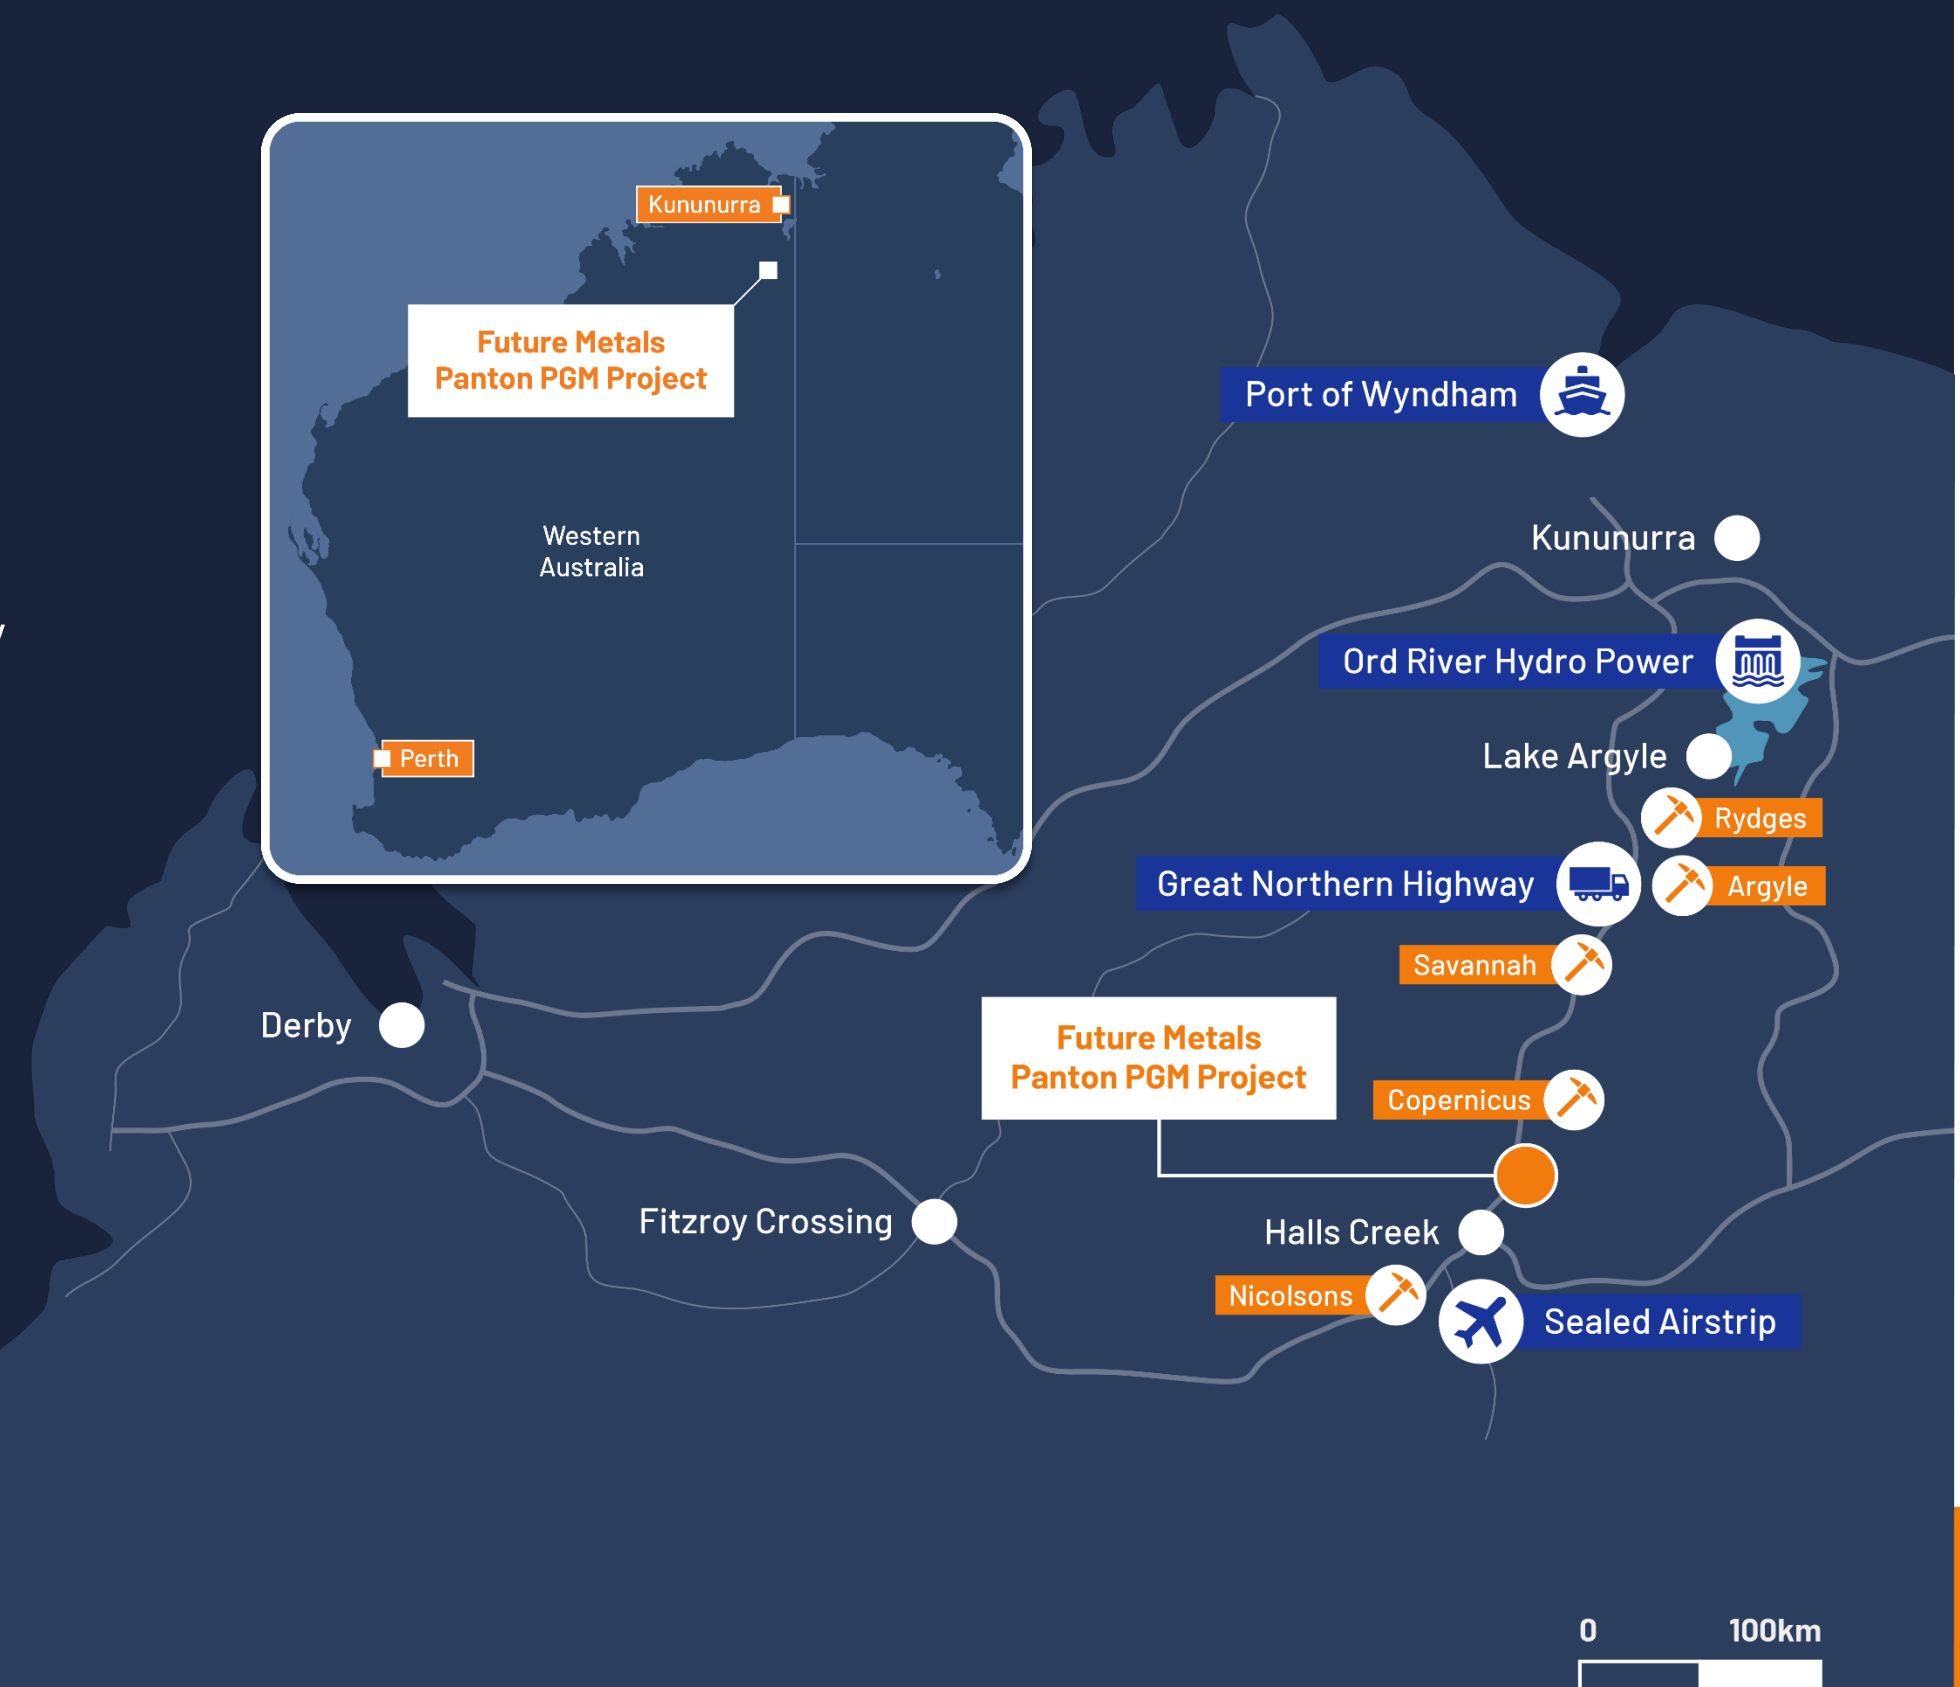 Kununurra
Future Metals
Panton PGM Project
Western
Australia
Perth
Port of Wyndham
Kununurra
Ord River Hydro Power
Lake Argyle
Rydges
Great Northern Highway
Argyle
Savannah
Derby
Future Metals
Panton PGM Project
Copernicus
Fitzroy Crossing
Halls Creek
Nicolsons
Sealed Airstrip
0 100km